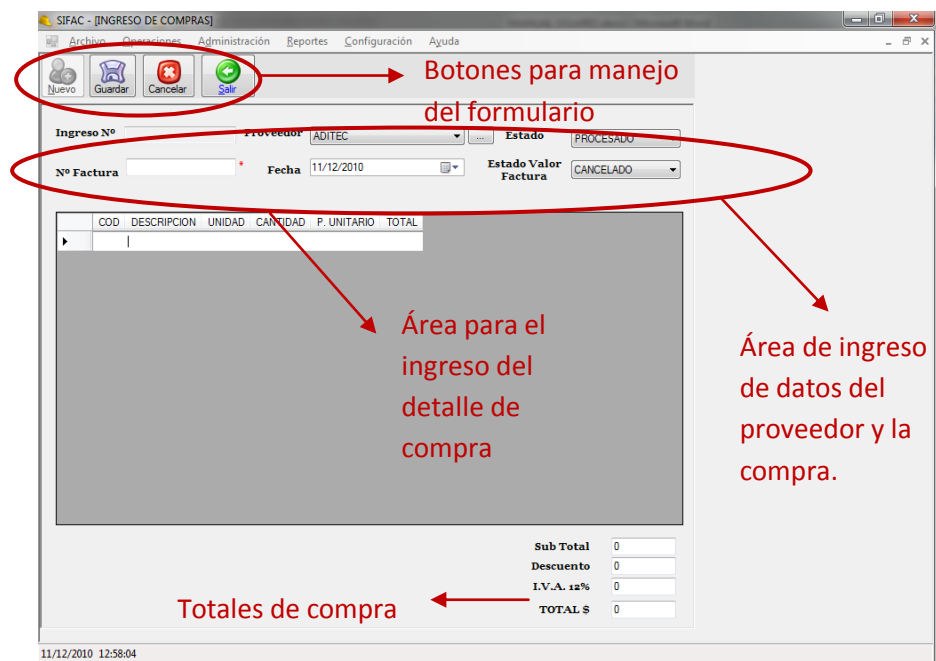 SIFAC - [INGRESO DE COMPRAS]
Archivo Operaciones Administración Reportes Configuración Ayuda
Nuevo Guardar Cancelar Salir
Botones para manejo
del formulario
Ingreso Nº Proveedor ADITEC ... Estado PROCESADO
Nº Factura * Fecha 11/12/2010 Estado Valor
Factura CANCELADO
COD DESCRIPCION UNIDAD CANTIDAD P. UNITARIO TOTAL
Área para el
ingreso del
detalle de
compra
Área de ingreso
de datos del
proveedor y la
compra.
Sub Total 0
Descuento 0
I.V.A. 12% 0
TOTAL $ 0
Totales de compra
11/12/2010 12:58:04